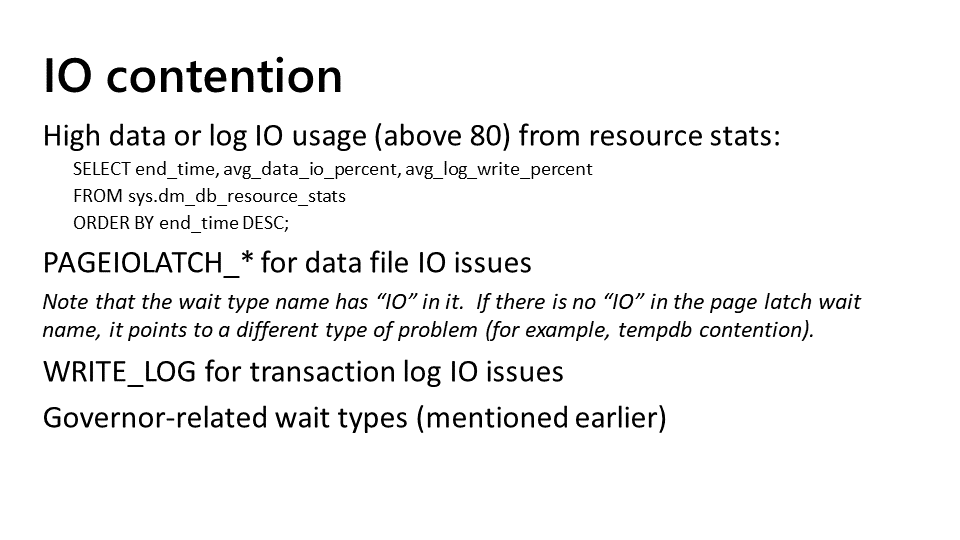 IO contention
High data or log IO usage (above 80) from resource stats:
SELECT end_time, avg_data_io_percent, avg_log_write_percent
FROM sys.dm_db_resource_stats
ORDER BY end_time DESC;
PAGEIOLATCH_* for data file IO issues
Note that the wait type name has “IO” in it.  If there is no “IO” in the page latch wait
name, it points to a different type of problem (for example, tempdb contention).
WRITE_LOG for transaction log IO issues
Governor-related wait types (mentioned earlier)